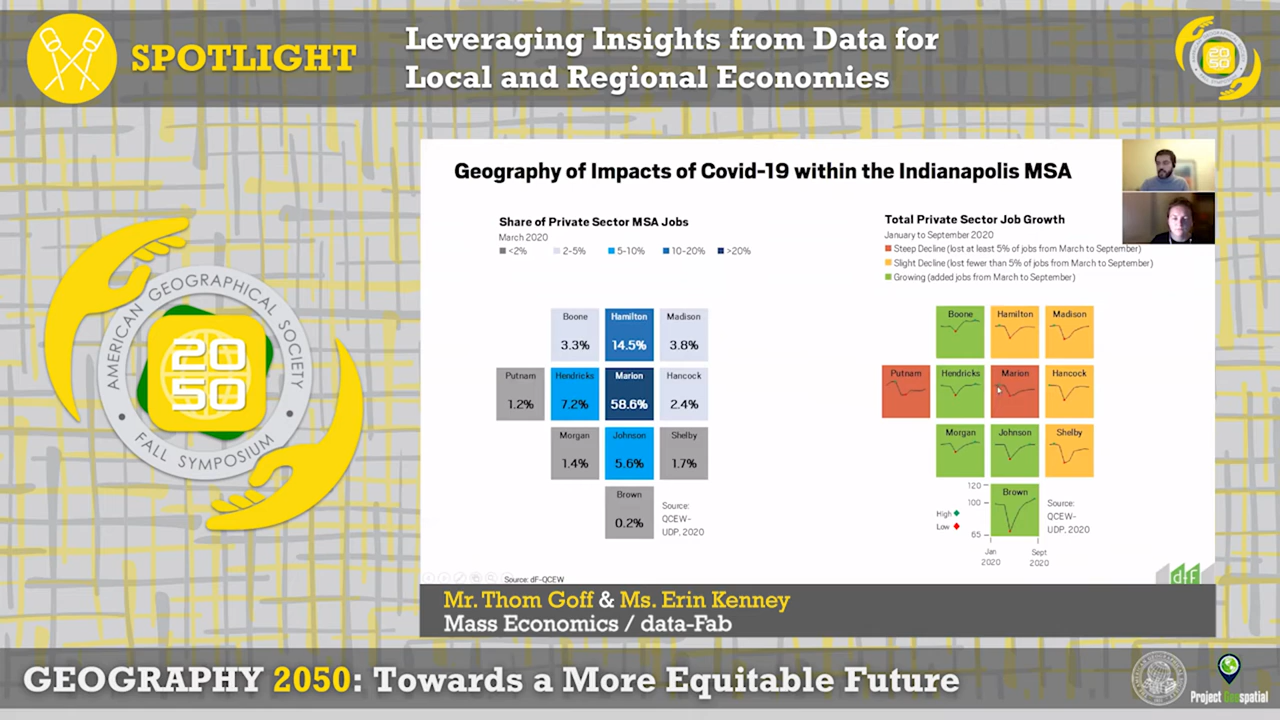 SPOTLIGHT
Leveraging Insights from Data for
Local and Regional Economies
20
50
AMERICAN GEOGRAPHICAL SOCIETY
20
50
FALL SYMPOSIUM
Geography of Impacts of Covid-19 within the Indianapolis MSA
Share of Private Sector MSA Jobs
March 2020
<2% 2-5% 5-10% 10-20% >20%
Boone Hamilton Madison
3.3% 14.5% 3.8%
Putnam Hendricks Marion Hancock
1.2% 7.2% 58.6% 2.4%
Morgan Johnson Shelby
1.4% 5.6% 1.7%
Brown
0.2%
Source:
QCEW-
UDP, 2020
Source: dF-QCEW
Total Private Sector Job Growth
January to September 2020
Steep Decline (lost at least 5% of jobs from March to September)
Slight Decline (lost fewer than 5% of jobs from March to September)
Growing (added jobs from March to September)
Boone Hamilton Madison
Putnam Hendricks Marion Hancock
Morgan Johnson Shelby
Brown
120
100
65
High
Low
Jan
2020
Sept
2020
Source:
QCEW-
UDP, 2020
dF
Mr. Thom Goff & Ms. Erin Kenney
Mass Economics / data-Fab
GEOGRAPHY 2050: Towards a More Equitable Future
Project Geospatial